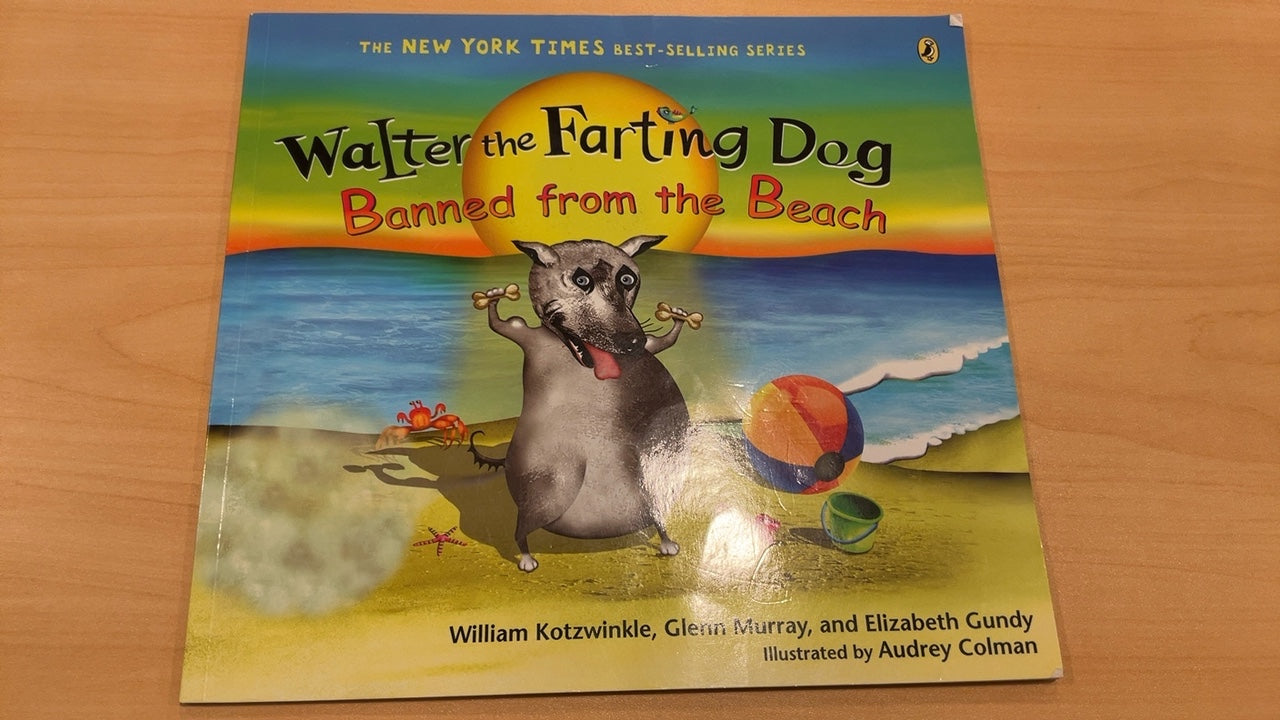 THE NEW YORK TIMES BEST-SELLING SERIES
Walter the Farting Dog
Banned from the Beach
William Kotzwinkle, Glenn Murray, and Elizabeth Gundy
Illustrated by Audrey Colman